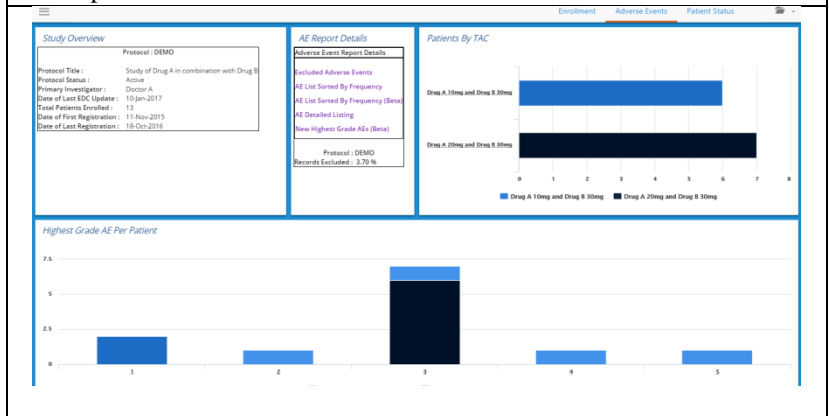 Enrollment Adverse Events Patient Status
Study Overview
Protocol : DEMO
Protocol Title : Study of Drug A in combination with Drug B
Protocol Status : Active
Primary Investigator : Doctor A
Date of Last EDC Update : 10-Jan-2017
Total Patients Enrolled : 13
Date of First Registration : 11-Nov-2015
Date of Last Registration : 18-Oct-2016
AE Report Details
Adverse Event Report Details
Excluded Adverse Events
AE List Sorted By Frequency
AE List Sorted By Frequency (Beta)
AE Detailed Listing
New Highest Grade AEs (Beta)
Protocol : DEMO
Records Excluded : 3.70 %
Patients By TAC
Drug A 10mg and Drug B 30mg
Drug A 20mg and Drug B 30mg
0 1 2 3 4 5 6 7 8
Drug A 10mg and Drug B 30mg Drug A 20mg and Drug B 30mg
Highest Grade AE Per Patient
7.5
5
2.5
0
1 2 3 4 5